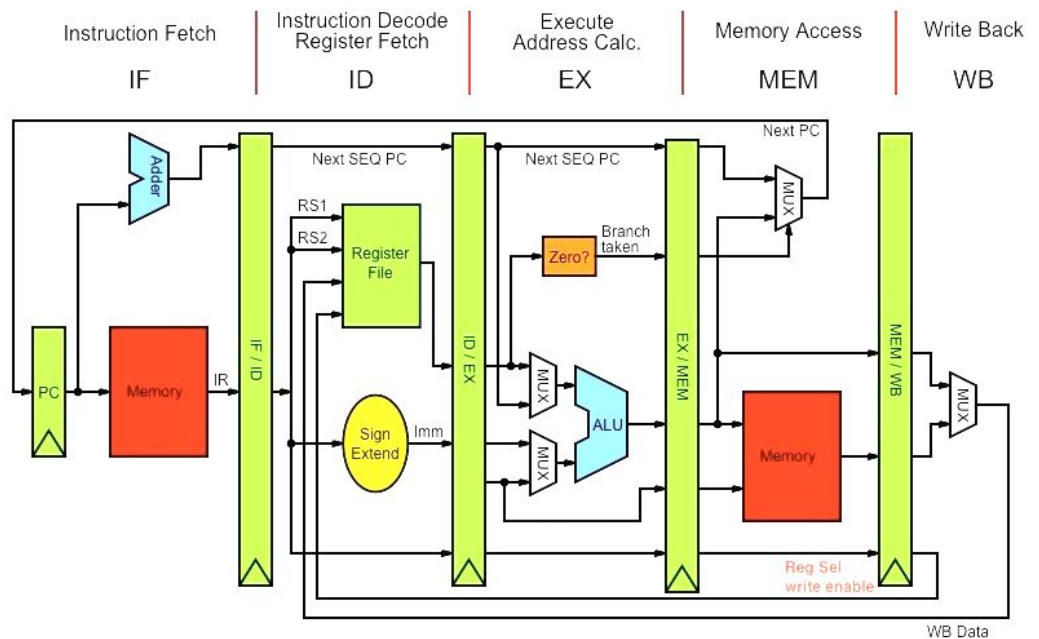 Instruction Fetch
IF
Instruction Decode
Register Fetch
ID
Execute
Address Calc.
EX
Memory Access
MEM
Write Back
WB
Next PC
Adder
Next SEQ PC
Next SEQ PC
MUX
RS1
RS2
Register
File
Branch
taken
Zero?
IF / ID
ID / EX
EX / MEM
MEM / WB
PC
Memory
IR
MUX
ALU
MUX
Sign
Extend
Imm
MUX
Memory
Reg Sel
write enable
WB Data